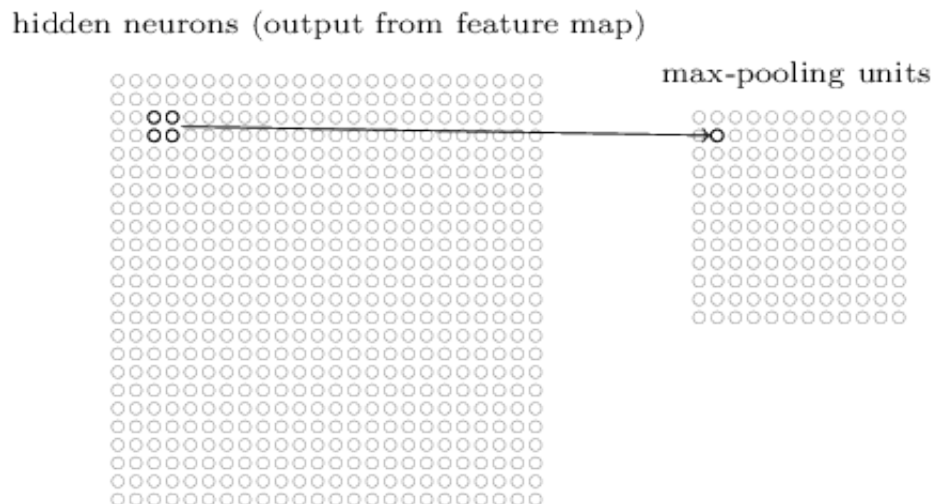 hidden neurons (output from feature map)
max-pooling units